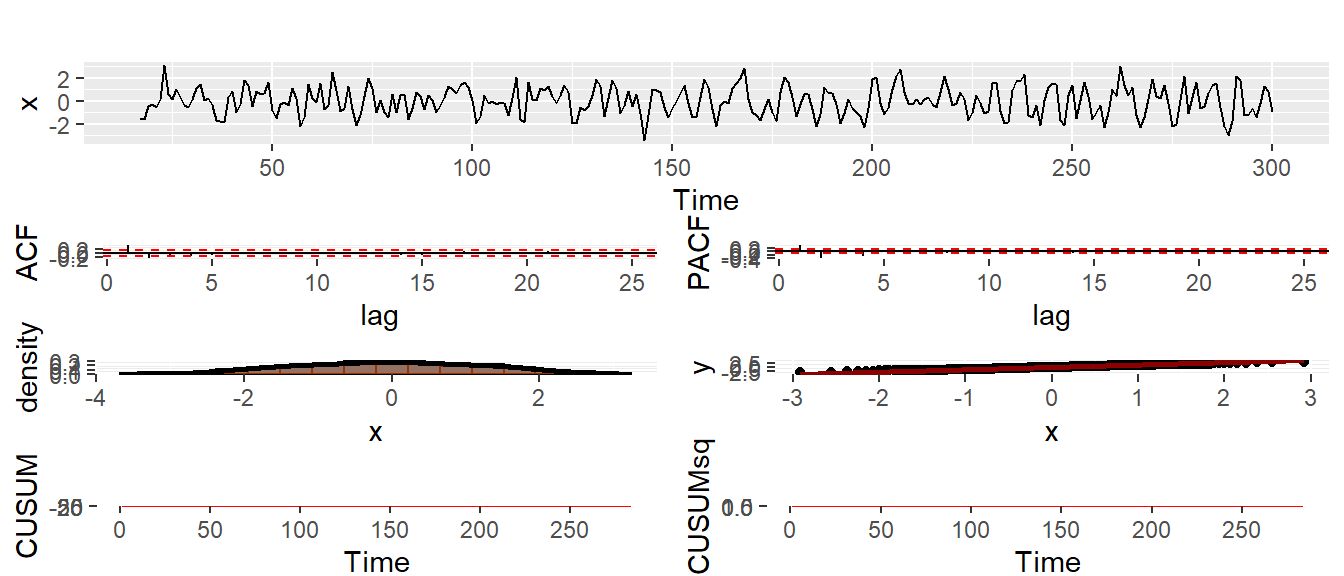 x
2
0
-2
50 100 150 200 250 300
Time
ACF
-0.2
0 5 10 15 20 25
lag
PACF
0 5 10 15 20 25
lag
density
-4 -2 0 2
x
y
-3 -2 -1 0 1 2 3
x
CUSUM
0 50 100 150 200 250
Time
CUSUMsq
0 50 100 150 200 250
Time